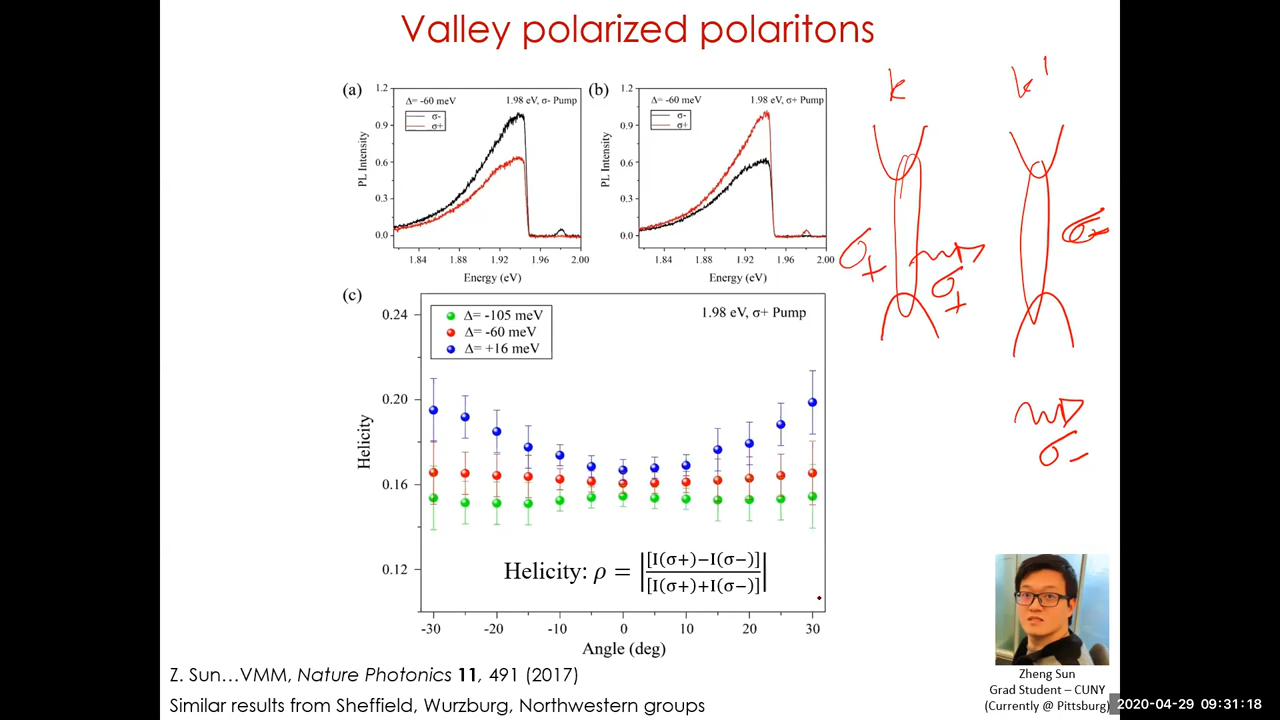 Valley polarized polaritons
(a)
Δ= -60 meV
1.98 eV, σ- Pump
σ-
σ+
PL Intensity
1.2
0.9
0.6
0.3
0.0
1.84 1.88 1.92 1.96 2.00
Energy (eV)
(b)
Δ= -60 meV
1.98 eV, σ+ Pump
σ-
σ+
PL Intensity
1.2
0.9
0.6
0.3
0.0
1.84 1.88 1.92 1.96 2.00
Energy (eV)
k
k'
σ+
σ+
σ-
(c)
Δ= -105 meV
Δ= -60 meV
Δ= +16 meV
1.98 eV, σ+ Pump
Helicity
0.24
0.20
0.16
0.12
Helicity: ρ = |[I(σ+)−I(σ−)]/[I(σ+)+I(σ−)]|
-30 -20 -10 0 10 20 30
Angle (deg)
Zheng Sun
Grad Student – CUNY
(Currently @ Pittsburg)
Z. Sun…VMM, Nature Photonics 11, 491 (2017)
Similar results from Sheffield, Wurzburg, Northwestern groups
2020-04-29 09:31:18